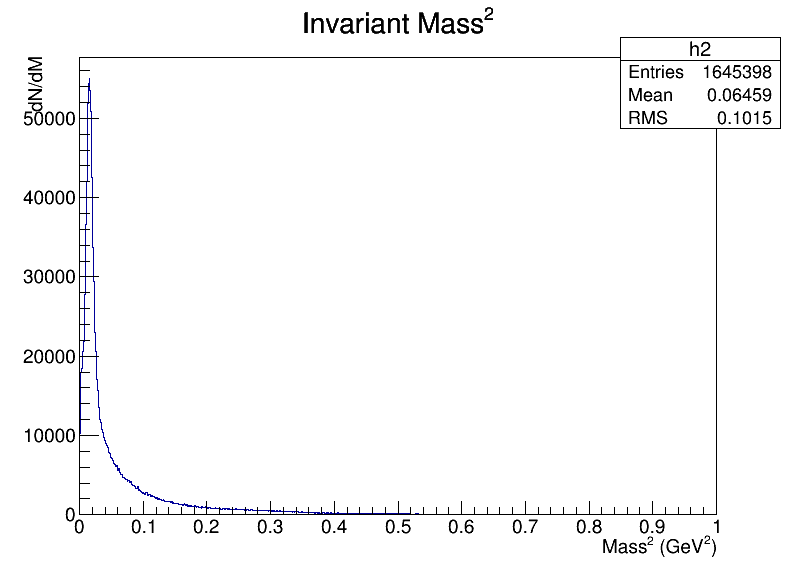 Invariant Mass²
h2
Entries 1645398
Mean 0.06459
RMS 0.1015
dN/dM
50000
40000
30000
20000
10000
0
0 0.1 0.2 0.3 0.4 0.5 0.6 0.7 0.8 0.9 1
Mass² (GeV²)